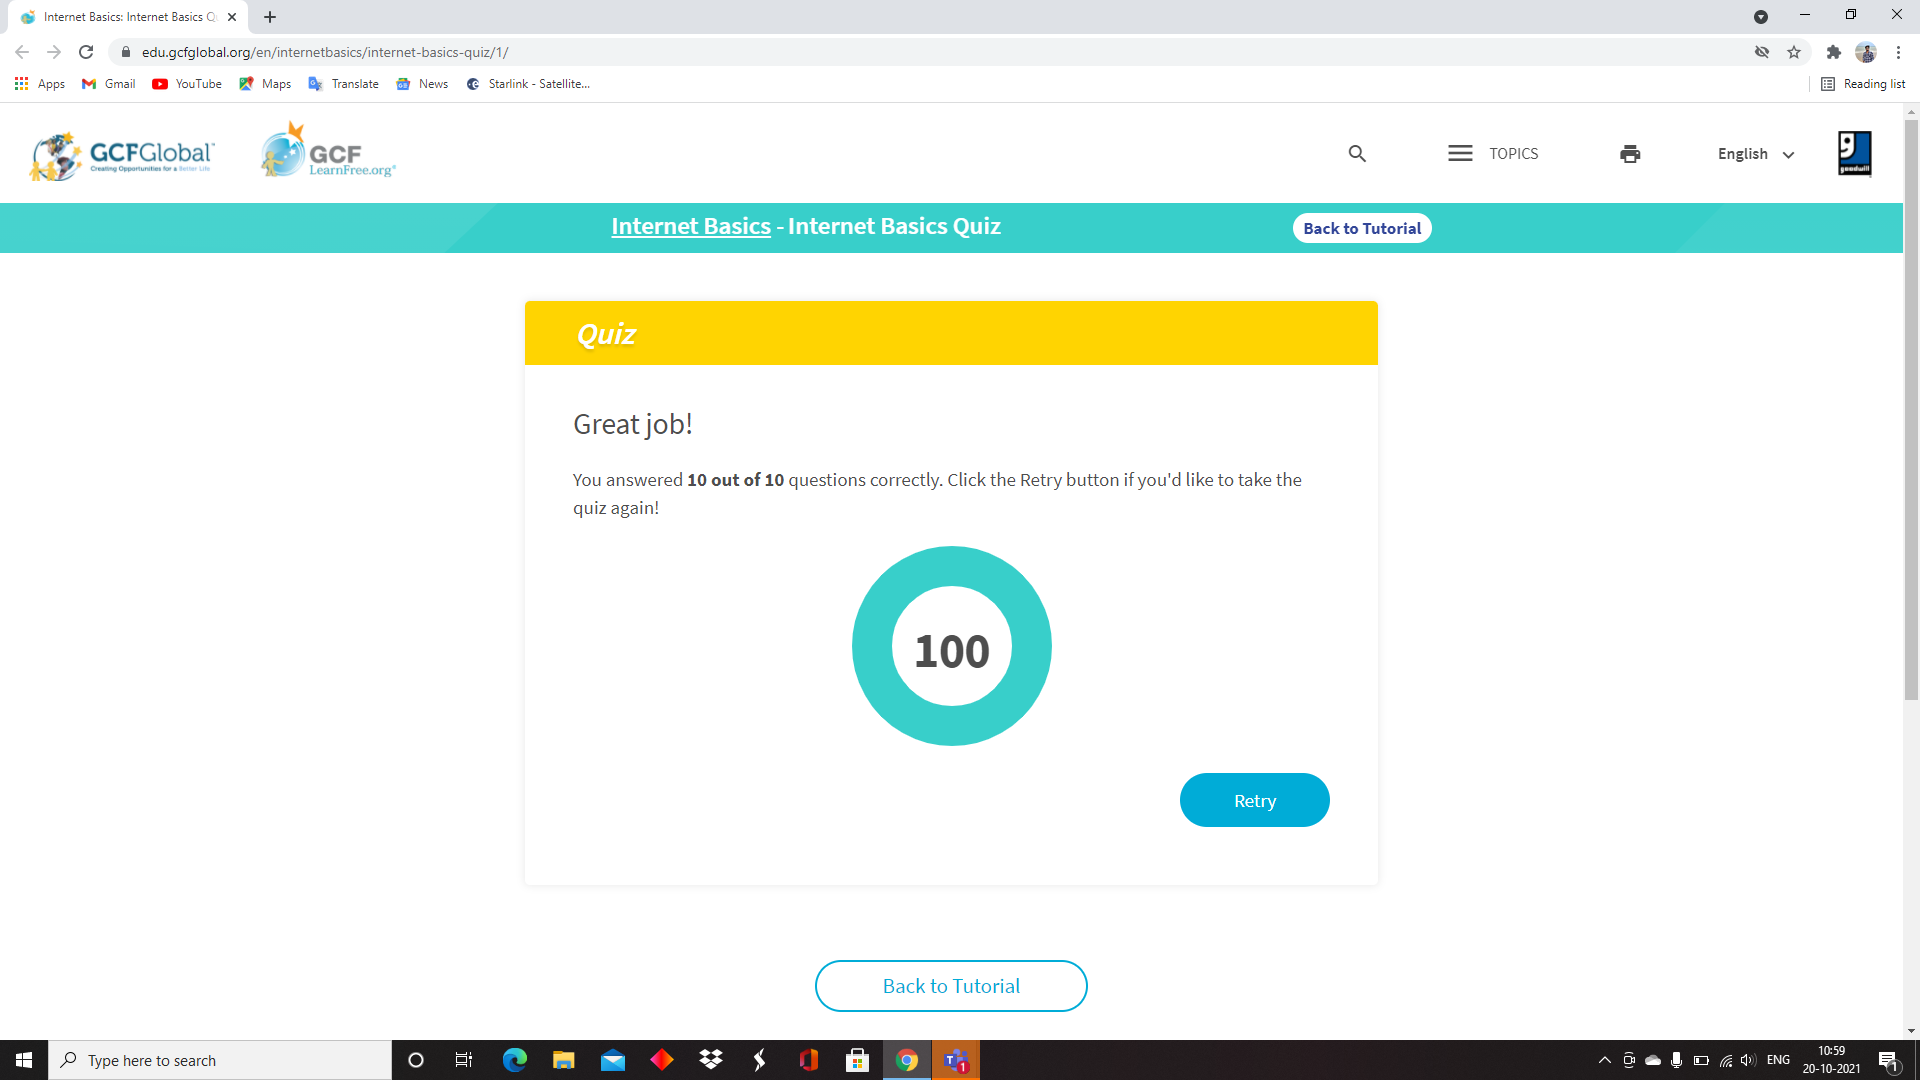 Internet Basics: Internet Basics Qu
edu.gcfglobal.org/en/internetbasics/internet-basics-quiz/1/
Apps
Gmail
YouTube
Maps
Translate
News
Starlink - Satellite...
Reading list
GCFGlobal
Creating Opportunities for a Better Life
GCF
LearnFree.org®
TOPICS
English
goodwill
Internet Basics - Internet Basics Quiz
Back to Tutorial
Quiz
Great job!
You answered 10 out of 10 questions correctly. Click the Retry button if you'd like to take the
quiz again!
100
Retry
Back to Tutorial
Type here to search
1
ENG
10:59
20-10-2021
1